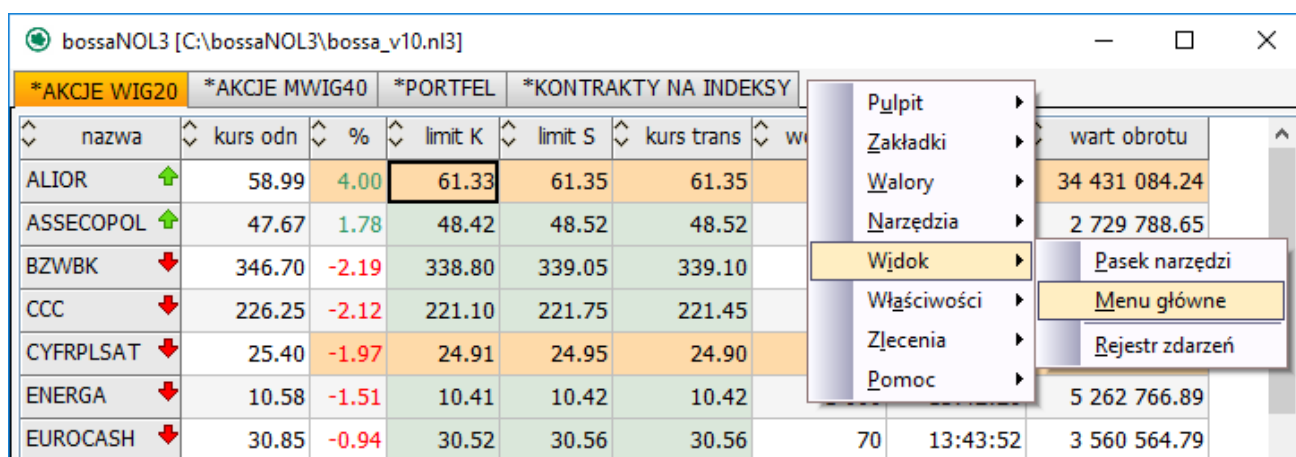 bossaNOL3 [C:\bossaNOL3\bossa_v10.nl3]
*AKCJE WIG20 *AKCJE MWIG40 *PORTFEL *KONTRAKTY NA INDEKSY
nazwa kurs odn % limit K limit S kurs trans wart obrotu
ALIOR 58.99 4.00 61.33 61.35 61.35 34 431 084.24
ASSECOPOL 47.67 1.78 48.42 48.52 48.52 2 729 788.65
BZWBK 346.70 -2.19 338.80 339.05 339.10
CCC 226.25 -2.12 221.10 221.75 221.45
CYFRPLSAT 25.40 -1.97 24.91 24.95 24.90
ENERGA 10.58 -1.51 10.41 10.42 10.42 5 262 766.89
EUROCASH 30.85 -0.94 30.52 30.56 30.56 70 13:43:52 3 560 564.79
Pulpit
Zakładki
Walory
Narzędzia
Widok
Właściwości
Zlecenia
Pomoc
Pasek narzędzi
Menu główne
Rejestr zdarzeń